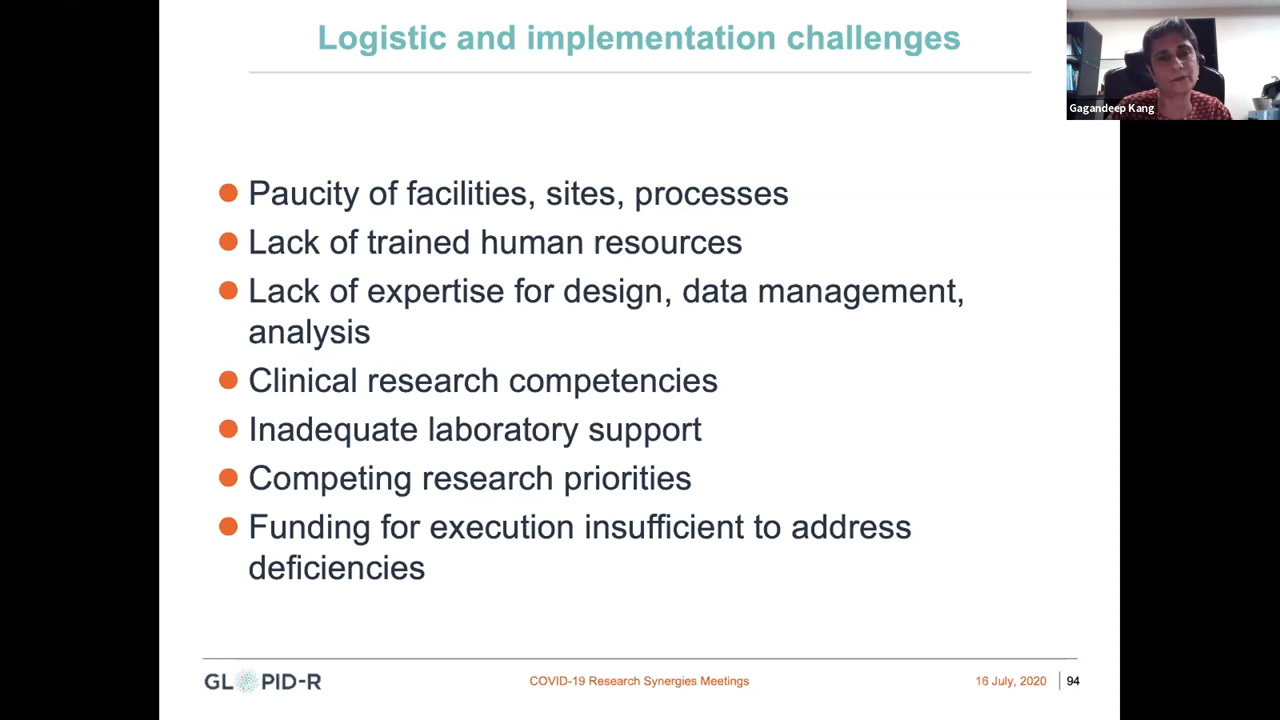 Logistic and implementation challenges
Gagandeep Kang
Paucity of facilities, sites, processes
Lack of trained human resources
Lack of expertise for design, data management,
analysis
Clinical research competencies
Inadequate laboratory support
Competing research priorities
Funding for execution insufficient to address
deficiencies
GLOPID-R
COVID-19 Research Synergies Meetings
16 July, 2020
94